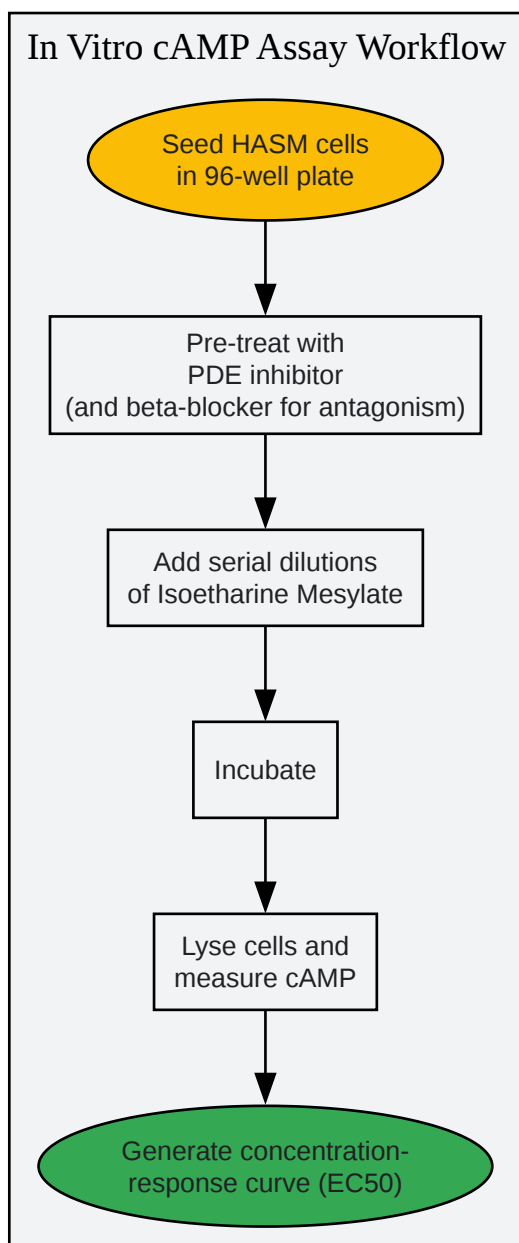 In Vitro cAMP Assay Workflow
Seed HASM cells
in 96-well plate
Pre-treat with
PDE inhibitor
(and beta-blocker for antagonism)
Add serial dilutions
of Isoetharine Mesylate
Incubate
Lyse cells and
measure cAMP
Generate concentration-
response curve (EC50)